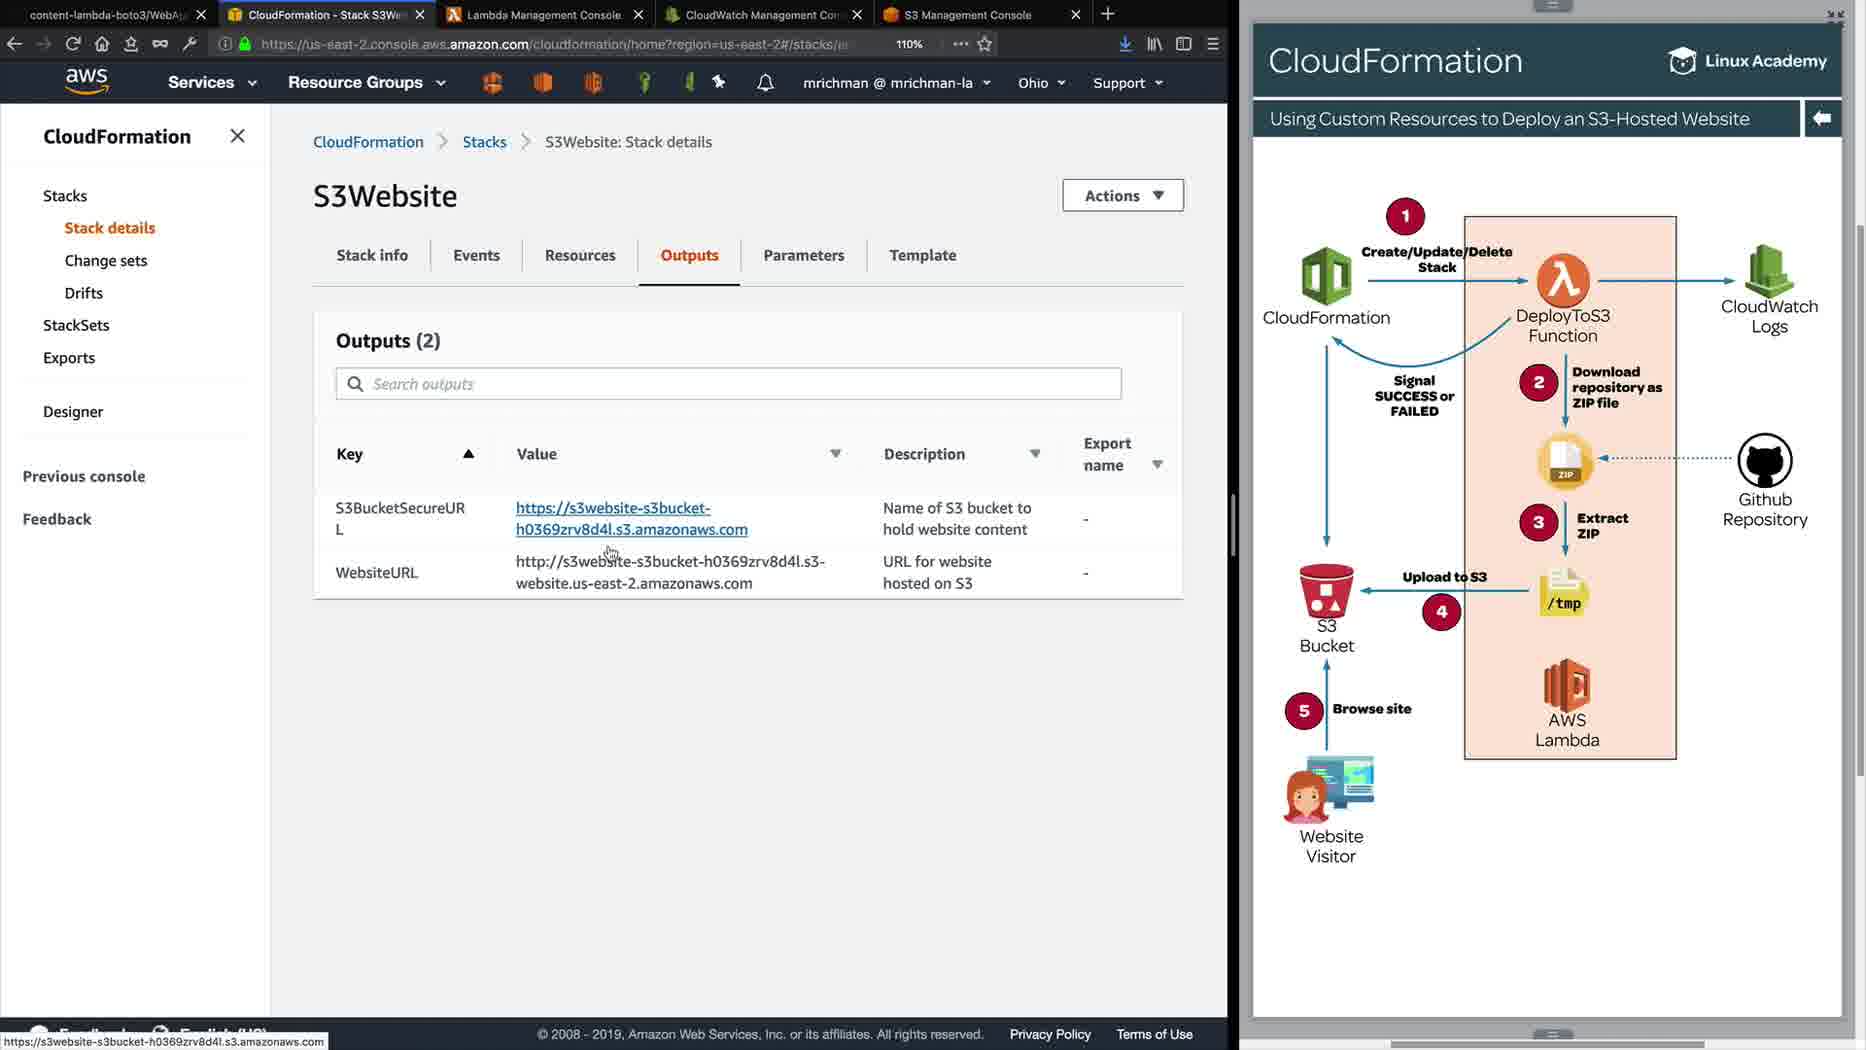 content-lambda-boto3/WebAp
CloudFormation - Stack S3We
Lambda Management Console
CloudWatch Management Con
S3 Management Console
https://us-east-2.console.aws.amazon.com/cloudformation/home?region=us-east-2#/stacks/
110%
aws
Services
Resource Groups
mrichman @ mrichman-la
Ohio
Support
CloudFormation
Stacks
Stack details
Change sets
Drifts
StackSets
Exports
Designer
Previous console
Feedback
CloudFormation
Stacks
S3Website: Stack details
S3Website
Actions
Stack info
Events
Resources
Outputs
Parameters
Template
Outputs (2)
Search outputs
Key
Value
Description
Export
name
S3BucketSecureUR
L
https://s3website-s3bucket-
h0369zrv8d4l.s3.amazonaws.com
Name of S3 bucket to
hold website content
-
WebsiteURL
http://s3website-s3bucket-h0369zrv8d4l.s3-
website.us-east-2.amazonaws.com
URL for website
hosted on S3
-
© 2008 - 2019, Amazon Web Services, Inc. or its affiliates. All rights reserved.
Privacy Policy
Terms of Use
https://s3website-s3bucket-h0369zrv8d4l.s3.amazonaws.com
CloudFormation
Linux Academy
Using Custom Resources to Deploy an S3-Hosted Website
1
Create/Update/Delete
Stack
CloudFormation
DeployToS3
Function
CloudWatch
Logs
Signal
SUCCESS or
FAILED
2
Download
repository as
ZIP file
ZIP
Github
Repository
3
Extract
ZIP
Upload to S3
4
/tmp
S3
Bucket
AWS
Lambda
5
Browse site
Website
Visitor